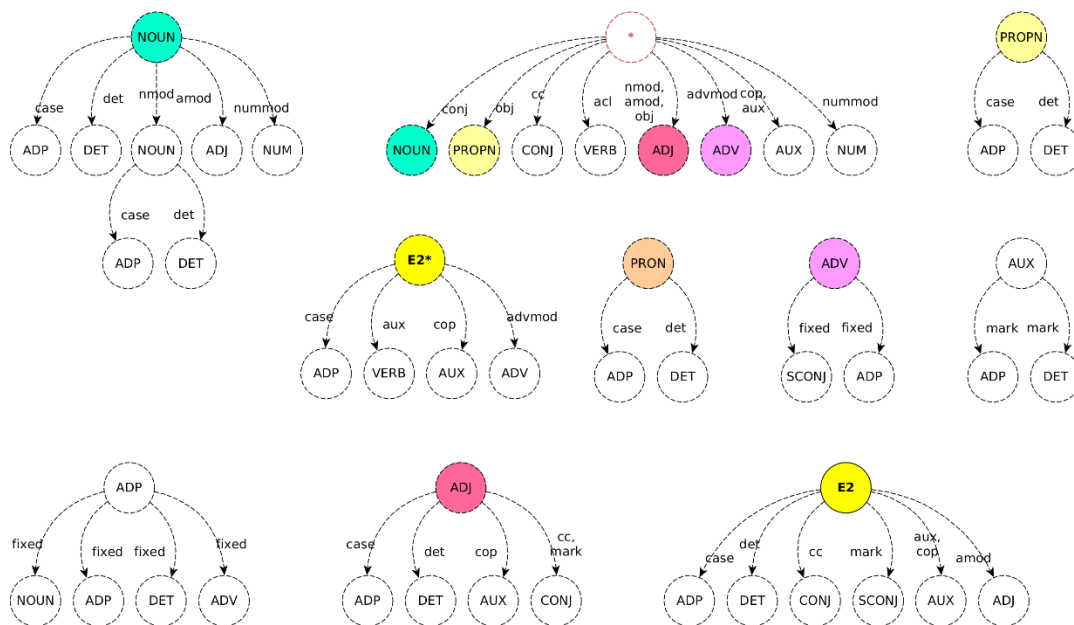 NOUN * PROPN
case det nmod amod nummod
conj obj cc acl nmod, amod, obj advmod cop, aux nummod
case det
ADP DET NOUN ADJ NUM
NOUN PROPN CONJ VERB ADJ ADV AUX NUM
ADP DET
case det
ADP DET
E2* PRON ADV AUX
case aux cop advmod
case det
fixed fixed
mark mark
ADP VERB AUX ADV
ADP DET
SCONJ ADP
ADP DET
ADP ADJ E2
fixed fixed fixed fixed
case det cop cc, mark
case det cc mark aux, cop amod
NOUN ADP DET ADV
ADP DET AUX CONJ
ADP DET CONJ SCONJ AUX ADJ